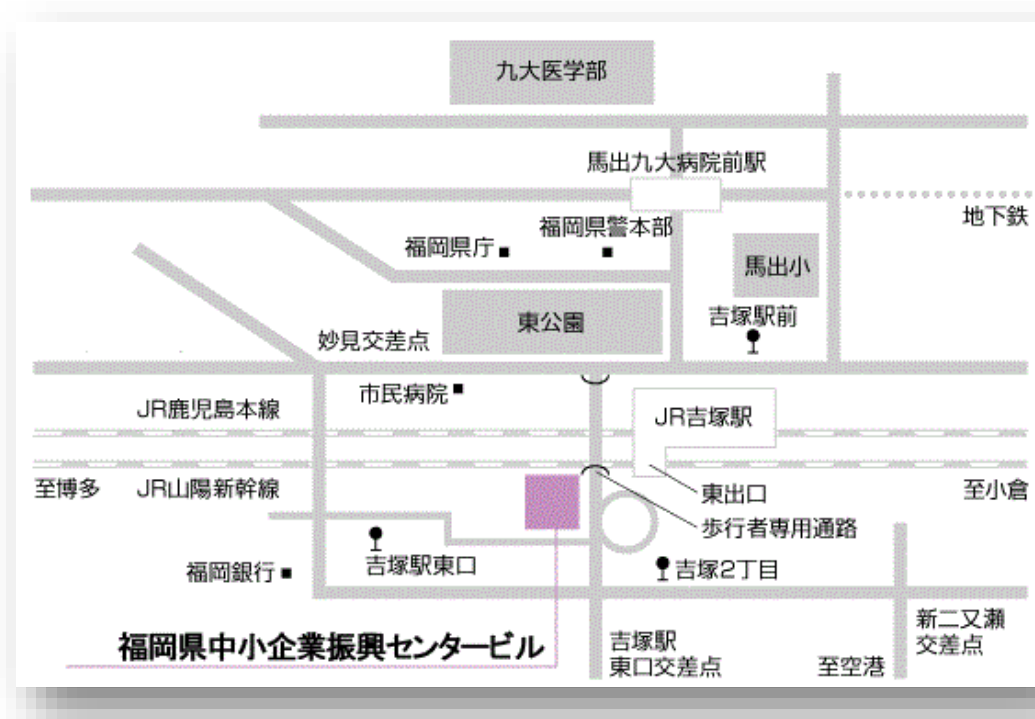 九大医学部
馬出九大病院前駅
地下鉄
福岡県警本部
福岡県庁
馬出小
東公園
吉塚駅前
妙見交差点
市民病院
JR鹿児島本線
JR吉塚駅
至博多
JR山陽新幹線
東出口
至小倉
歩行者専用通路
吉塚駅東口
吉塚2丁目
福岡銀行
新二又瀬
交差点
福岡県中小企業振興センタービル
吉塚駅
東口交差点
至空港